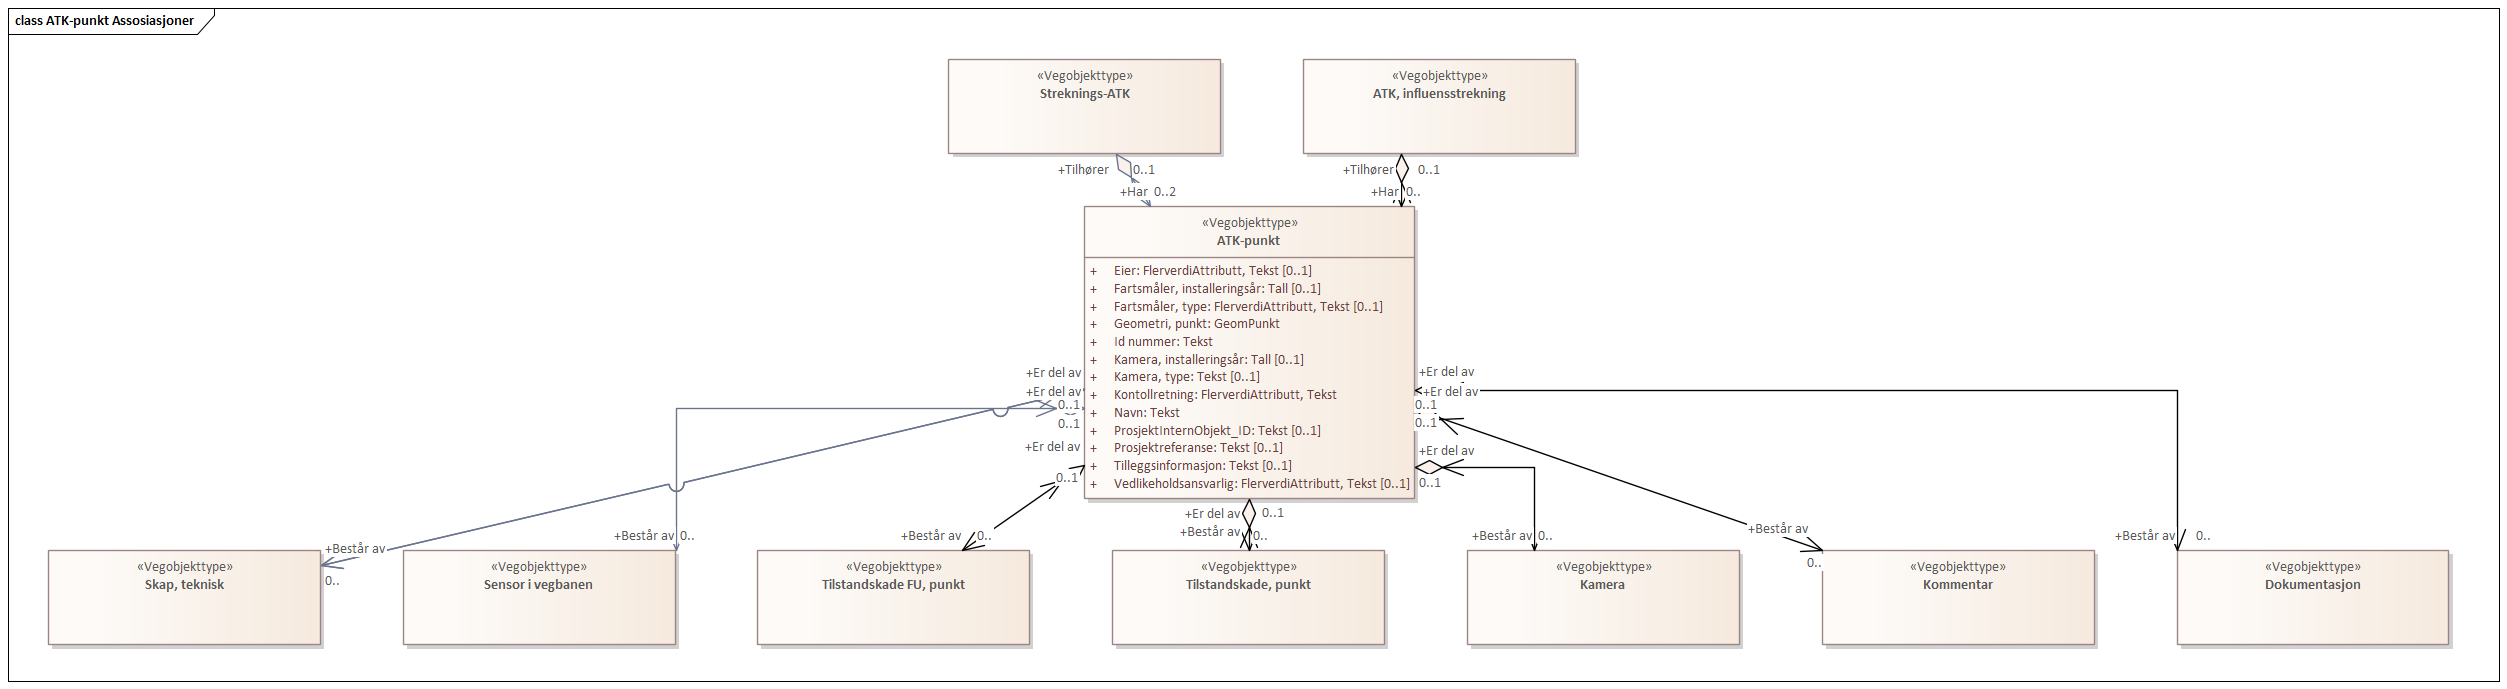 class ATK-punkt Assosiasjoner
«Vegobjekttype»
Streknings-ATK
«Vegobjekttype»
ATK, influensstrekning
+Tilhører
0..1
+Har
0..2
+Tilhører
0..1
+Har
0..
«Vegobjekttype»
ATK-punkt
+ Eier: FlerverdiAttributt, Tekst [0..1]
+ Fartsmåler, installeringsår: Tall [0..1]
+ Fartsmåler, type: FlerverdiAttributt, Tekst [0..1]
+ Geometri, punkt: GeomPunkt
+ Id nummer: Tekst
+ Kamera, installeringsår: Tall [0..1]
+ Kamera, type: Tekst [0..1]
+ Kontollretning: FlerverdiAttributt, Tekst
+ Navn: Tekst
+ ProsjektInternObjekt_ID: Tekst [0..1]
+ Prosjektreferanse: Tekst [0..1]
+ Tilleggsinformasjon: Tekst [0..1]
+ Vedlikeholdsansvarlig: FlerverdiAttributt, Tekst [0..1]
+Er del av
+Er del av
0..1
0..1
+Er del av
0..1
+Er del av
+Er del av
0..1
0..1
+Er del av
0..1
+Er del av
0..1
+Består av
0..
+Består av
0..
+Består av
0..
+Består av
0..
+Består av
0..
+Består av
0..
+Består av
0..
«Vegobjekttype»
Skap, teknisk
«Vegobjekttype»
Sensor i vegbanen
«Vegobjekttype»
Tilstandskade FU, punkt
«Vegobjekttype»
Tilstandskade, punkt
«Vegobjekttype»
Kamera
«Vegobjekttype»
Kommentar
«Vegobjekttype»
Dokumentasjon